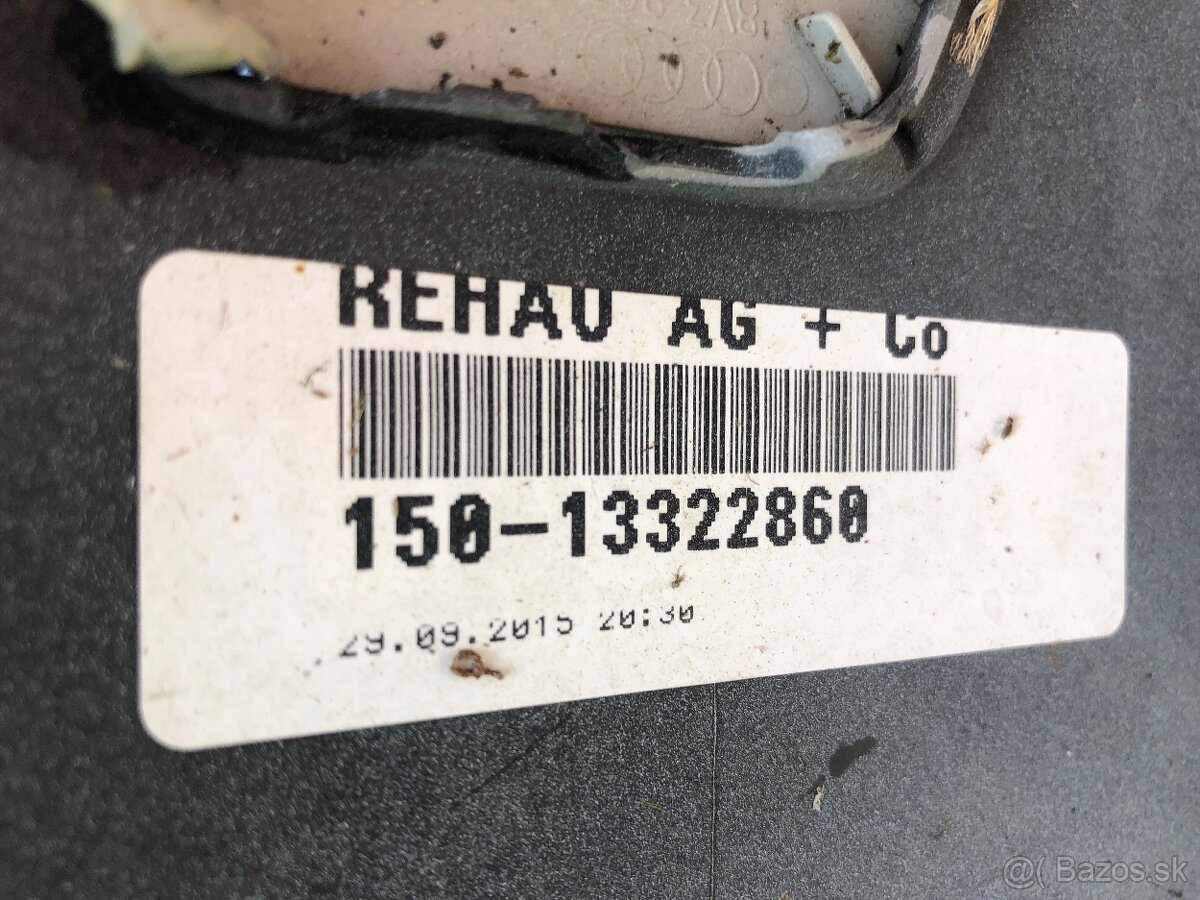 REHAU AG + Co
150-13322860
29.09.2015 20:30
@( Bazos.sk